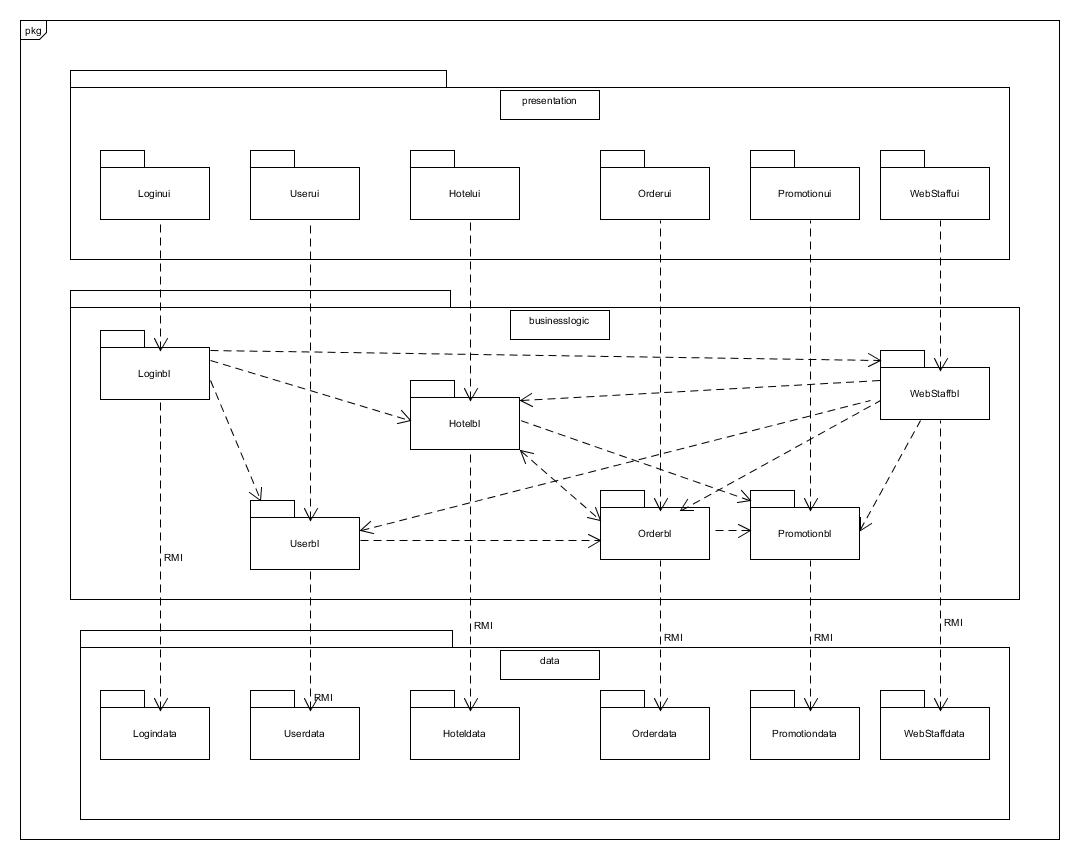 pkg
presentation
Loginui
Userui
Hotelui
Orderui
Promotionui
WebStaffui
businesslogic
Loginbl
WebStaffbl
Hotelbl
Userbl
Orderbl
Promotionbl
RMI
RMI
RMI
RMI
RMI
data
RMI
Logindata
Userdata
Hoteldata
Orderdata
Promotiondata
WebStaffdata